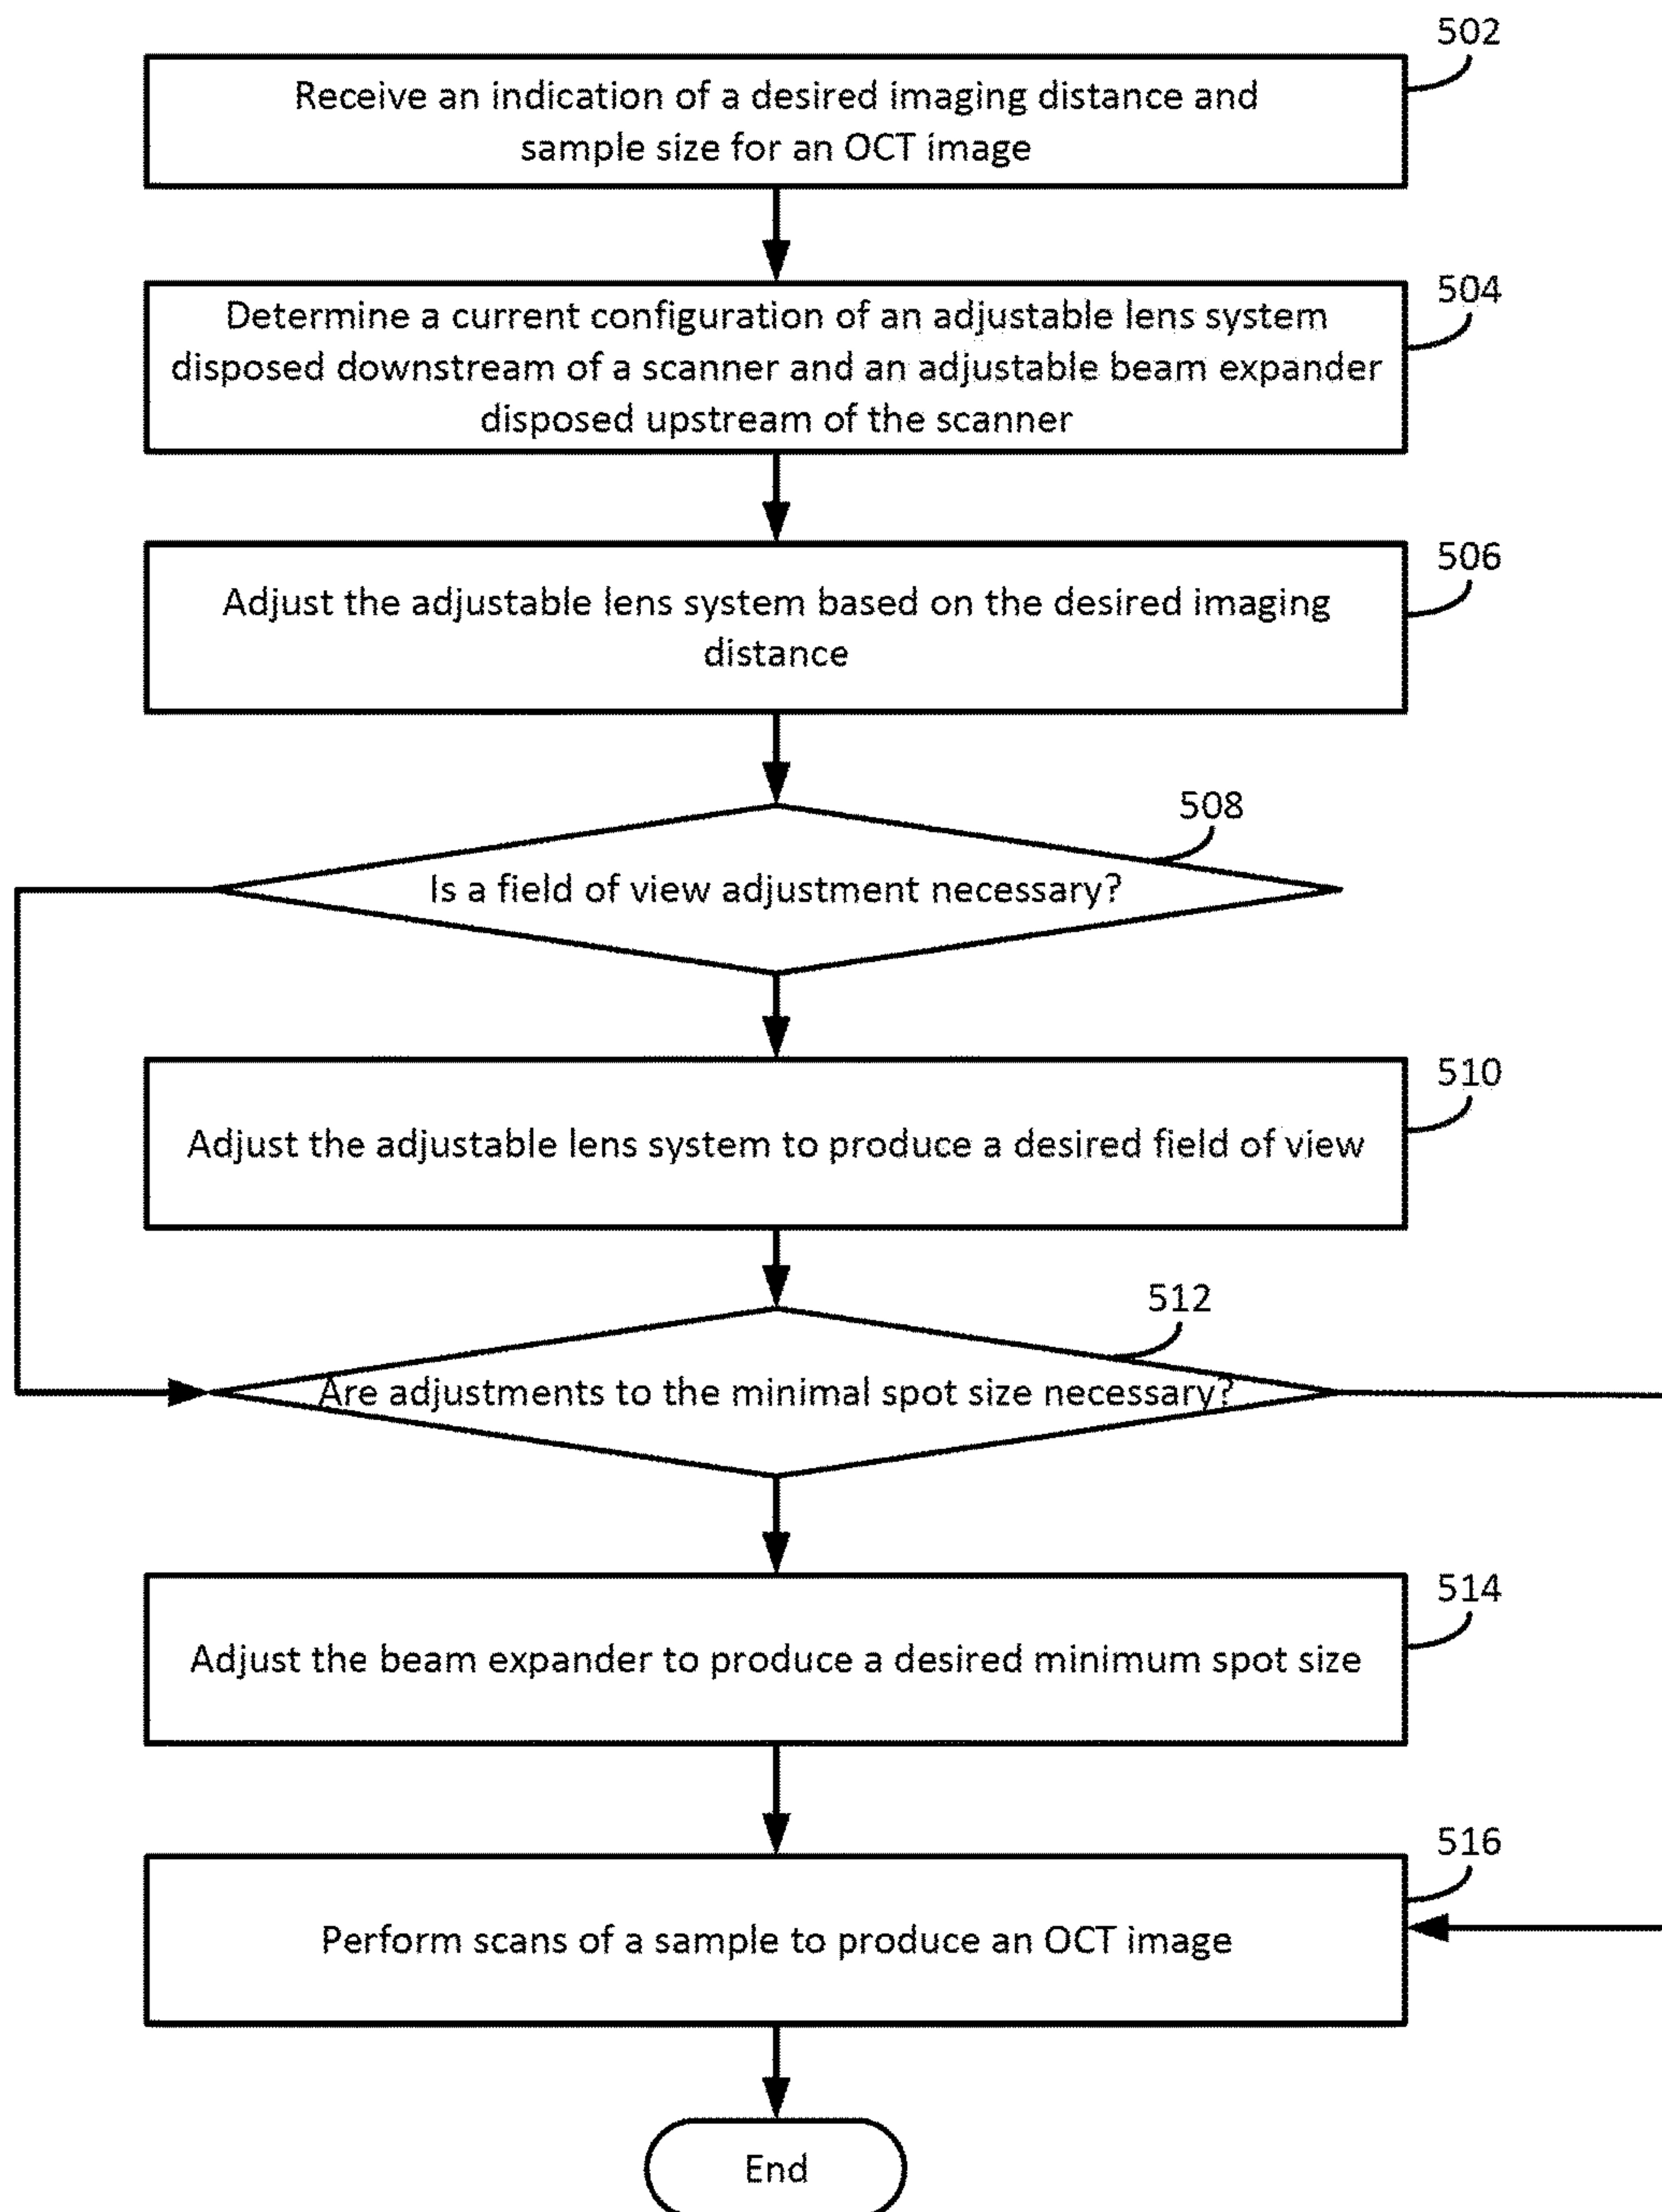 502
Receive an indication of a desired imaging distance and
sample size for an OCT image
504
Determine a current configuration of an adjustable lens system
disposed downstream of a scanner and an adjustable beam expander
disposed upstream of the scanner
506
Adjust the adjustable lens system based on the desired imaging
distance
508
Is a field of view adjustment necessary?
510
Adjust the adjustable lens system to produce a desired field of view
512
Are adjustments to the minimal spot size necessary?
514
Adjust the beam expander to produce a desired minimum spot size
516
Perform scans of a sample to produce an OCT image
End